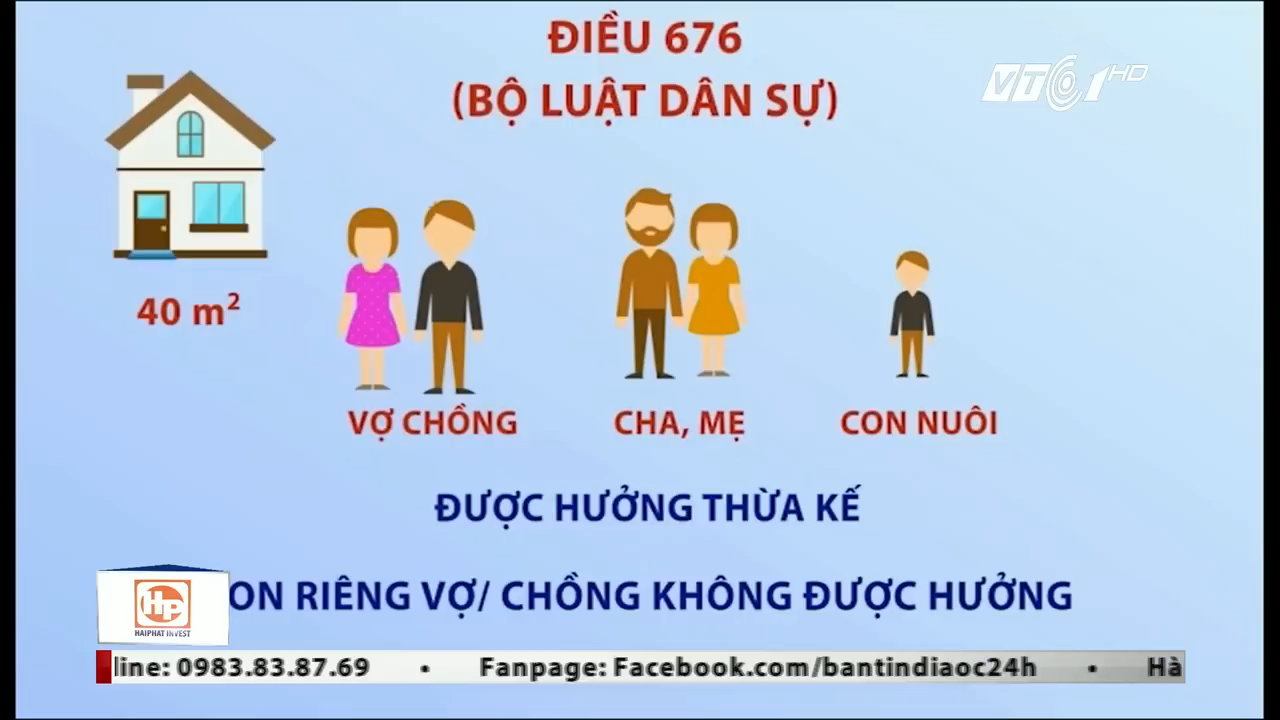 ĐIỀU 676
(BỘ LUẬT DÂN SỰ)
VTC1 HD
40 m²
VỢ CHỒNG
CHA, MẸ
CON NUÔI
ĐƯỢC HƯỞNG THỪA KẾ
ON RIÊNG VỢ/ CHỒNG KHÔNG ĐƯỢC HƯỞNG
HP
HAIPHAT INVEST
line: 0983.83.87.69 • Fanpage: Facebook.com/bantindiaoc24h • Hà